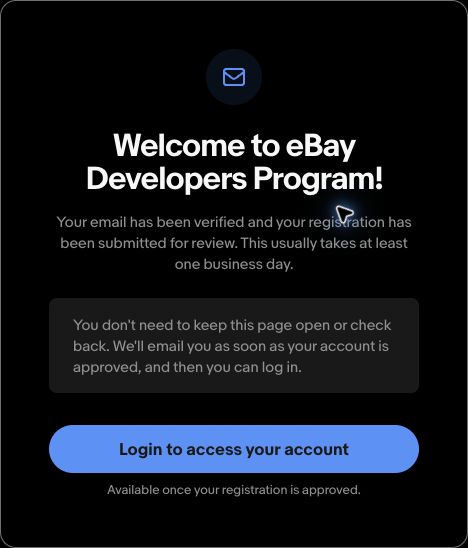 Welcome to eBay
Developers Program!
Your email has been verified and your registration has
been submitted for review. This usually takes at least
one business day.
You don't need to keep this page open or check
back. We'll email you as soon as your account is
approved, and then you can log in.
Login to access your account
Available once your registration is approved.